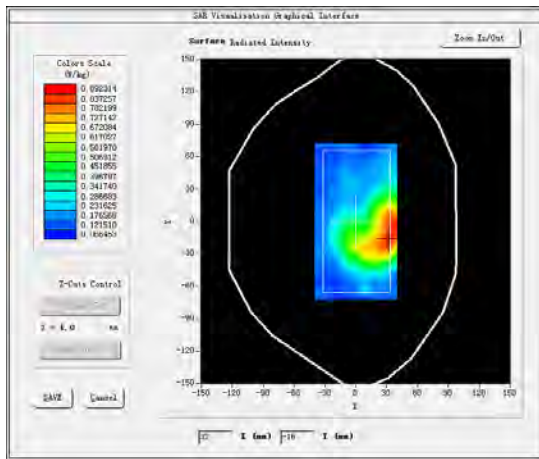 SAR Visualisation Graphical Interface
Surface Radiated Intensity
Zoom In/Out
Colors Scale
(W/kg)
0.892314
0.837257
0.782199
0.727142
0.672084
0.617027
0.561970
0.506912
0.451855
0.396797
0.341740
0.286683
0.231625
0.176568
0.121510
0.066453
150
120
90
60
30
0
-30
-60
-90
-120
-150
Y
-150 -120 -90 -60 -30 0 30 60 90 120 150
X
Z-Cuts Control
SAVE
Cancel
X (mm) -16 Y (mm)